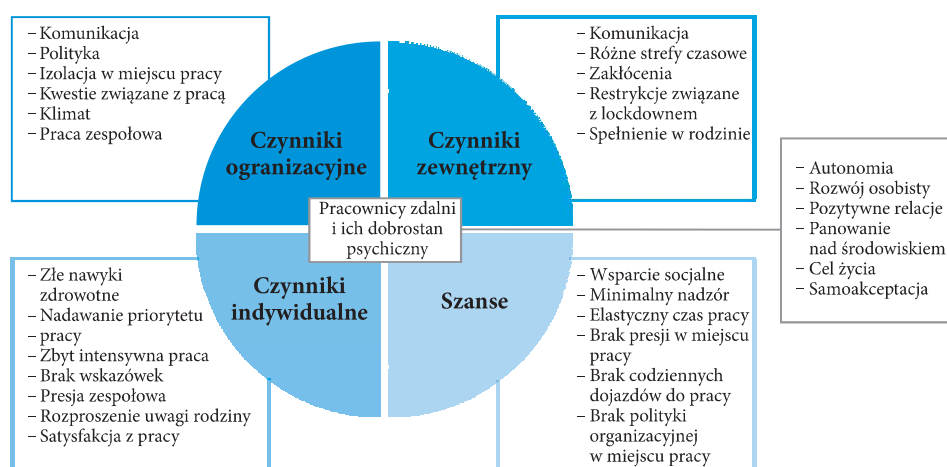 – Komunikacja
– Polityka
– Izolacja w miejscu pracy
– Kwestie związane z pracą
– Klimat
– Praca zespołowa
– Komunikacja
– Różne strefy czasowe
– Zakłócenia
– Restrykcje związane
z lockdownem
– Spełnienie w rodzinie
Czynniki
ogranizacyjne
Czynniki
zewnętrzny
Pracownicy zdalni
i ich dobrostan
psychiczny
– Autonomia
– Rozwój osobisty
– Pozytywne relacje
– Panowanie
nad środowiskiem
– Cel życia
– Samoakceptacja
Czynniki
indywidualne
Szanse
– Złe nawyki
zdrowotne
– Nadawanie priorytetu
– pracy
– Zbyt intensywna praca
– Brak wskazówek
– Presja zespołowa
– Rozproszenie uwagi rodziny
– Satysfakcja z pracy
– Wsparcie socjalne
– Minimalny nadzór
– Elastyczny czas pracy
– Brak presji w miejscu
pracy
– Brak codziennych
dojazdów do pracy
– Brak polityki
organizacyjnej
w miejscu pracy